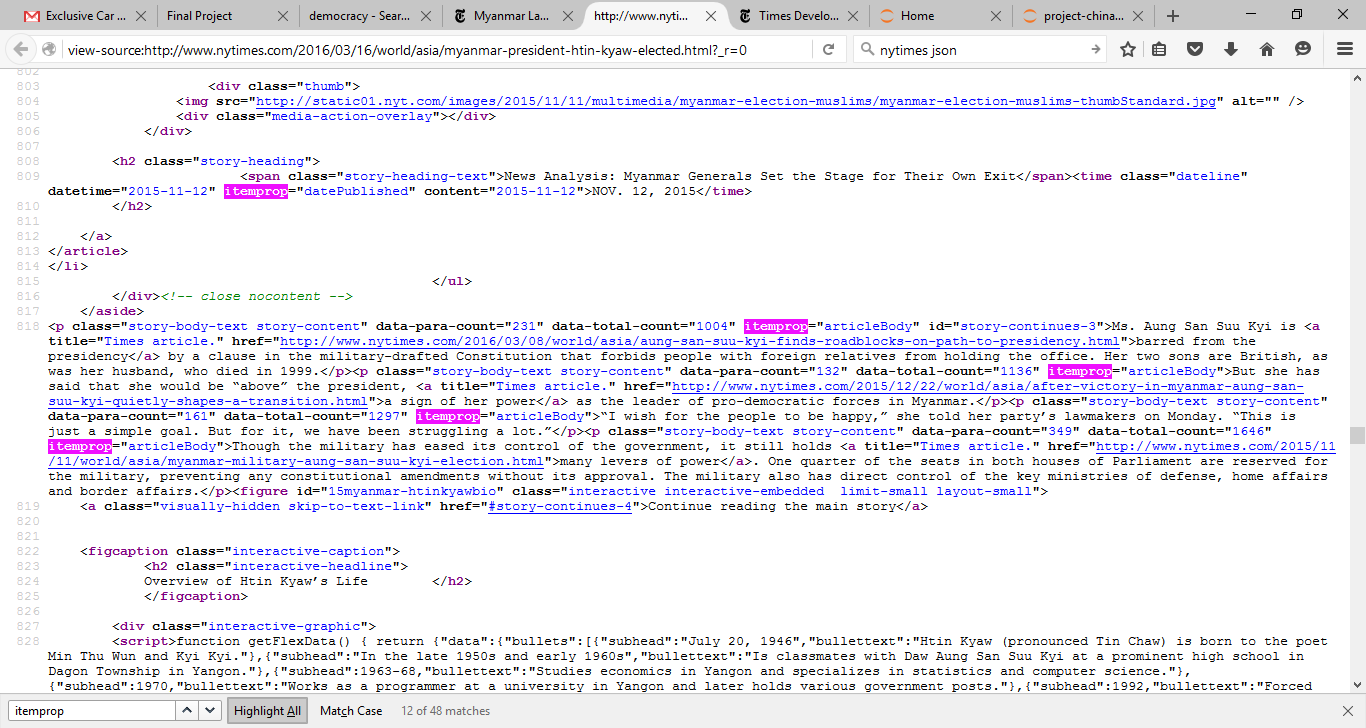 Exclusive Car ...
Final Project
democracy - Sear...
Myanmar La...
http://www.nyti...
Times Develo...
Home
project-china...
view-source:http://www.nytimes.com/2016/03/16/world/asia/myanmar-president-htin-kyaw-elected.html?_r=0
nytimes json
802
803 <div class="thumb">
804 <img src="http://static01.nyt.com/images/2015/11/11/multimedia/myanmar-election-muslims/myanmar-election-muslims-thumbStandard.jpg" alt="" />
805 <div class="media-action-overlay"></div>
806 </div>
807
808 <h2 class="story-heading">
809 <span class="story-heading-text">News Analysis: Myanmar Generals Set the Stage for Their Own Exit</span><time class="dateline"
datetime="2015-11-12" itemprop="datePublished" content="2015-11-12">NOV. 12, 2015</time>
810 </h2>
811
812 </a>
813 </article>
814 </li>
815 </ul>
816 </div><!-- close nocontent -->
817 </aside>
818 <p class="story-body-text story-content" data-para-count="231" data-total-count="1004" itemprop="articleBody" id="story-continues-3">Ms. Aung San Suu Kyi is <a
title="Times article." href="http://www.nytimes.com/2016/03/08/world/asia/aung-san-suu-kyi-finds-roadblocks-on-path-to-presidency.html">barred from the
presidency</a> by a clause in the military-drafted Constitution that forbids people with foreign relatives from holding the office. Her two sons are British, as
was her husband, who died in 1999.</p><p class="story-body-text story-content" data-para-count="132" data-total-count="1136" itemprop="articleBody">But she has
said that she would be “above” the president, <a title="Times article." href="http://www.nytimes.com/2015/12/22/world/asia/after-victory-in-myanmar-aung-san-
suu-kyi-quietly-shapes-a-transition.html">a sign of her power</a> as the leader of pro-democratic forces in Myanmar.</p><p class="story-body-text story-content"
data-para-count="161" data-total-count="1297" itemprop="articleBody">“I wish for the people to be happy,” she told her party’s lawmakers on Monday. “This is
just a simple goal. But for it, we have been struggling a lot.”</p><p class="story-body-text story-content" data-para-count="349" data-total-count="1646"
itemprop="articleBody">Though the military has eased its control of the government, it still holds <a title="Times article." href="http://www.nytimes.com/2015/11
/11/world/asia/myanmar-military-aung-san-suu-kyi-election.html">many levers of power</a>. One quarter of the seats in both houses of Parliament are reserved for
the military, preventing any constitutional amendments without its approval. The military also has direct control of the key ministries of defense, home affairs
and border affairs.</p><figure id="15myanmar-htinkyawbio" class="interactive interactive-embedded  limit-small layout-small">
819 <a class="visually-hidden skip-to-text-link" href="#story-continues-4">Continue reading the main story</a>
820
821
822 <figcaption class="interactive-caption">
823 <h2 class="interactive-headline">
824 Overview of Htin Kyaw’s Life </h2>
825 </figcaption>
826
827 <div class="interactive-graphic">
828 <script>function getFlexData() { return {"data":{"bullets":[{"subhead":"July 20, 1946","bullettext":"Htin Kyaw (pronounced Tin Chaw) is born to the poet
Min Thu Wun and Kyi Kyi."},{"subhead":"In the late 1950s and early 1960s","bullettext":"Is classmates with Daw Aung San Suu Kyi at a prominent high school in
Dagon Township in Yangon."},{"subhead":1963-68,"bullettext":"Studies economics in Yangon and specializes in statistics and computer science."},
{"subhead":1970,"bullettext":"Works as a programmer at a university in Yangon and later holds various government posts."},{"subhead":1992,"bullettext":"Forced
itemprop
Highlight All
Match Case
12 of 48 matches